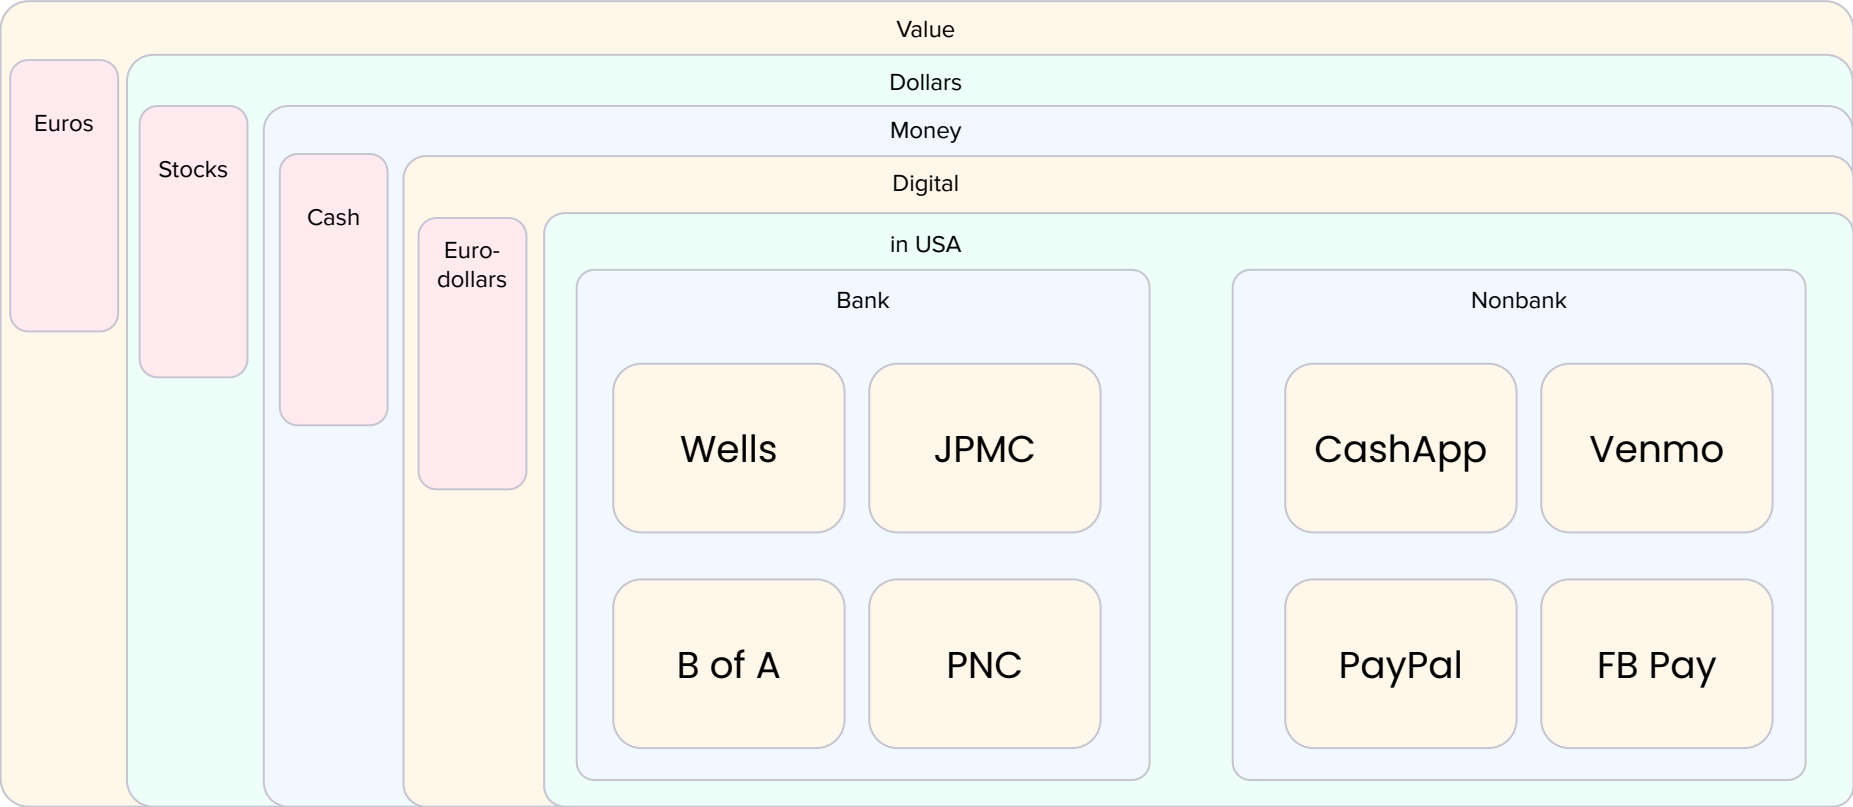 Value
Dollars
Euros
Money
Stocks
Digital
Cash
in USA
Euro-
dollars
Bank
Nonbank
Wells
JPMC
CashApp
Venmo
B of A
PNC
PayPal
FB Pay